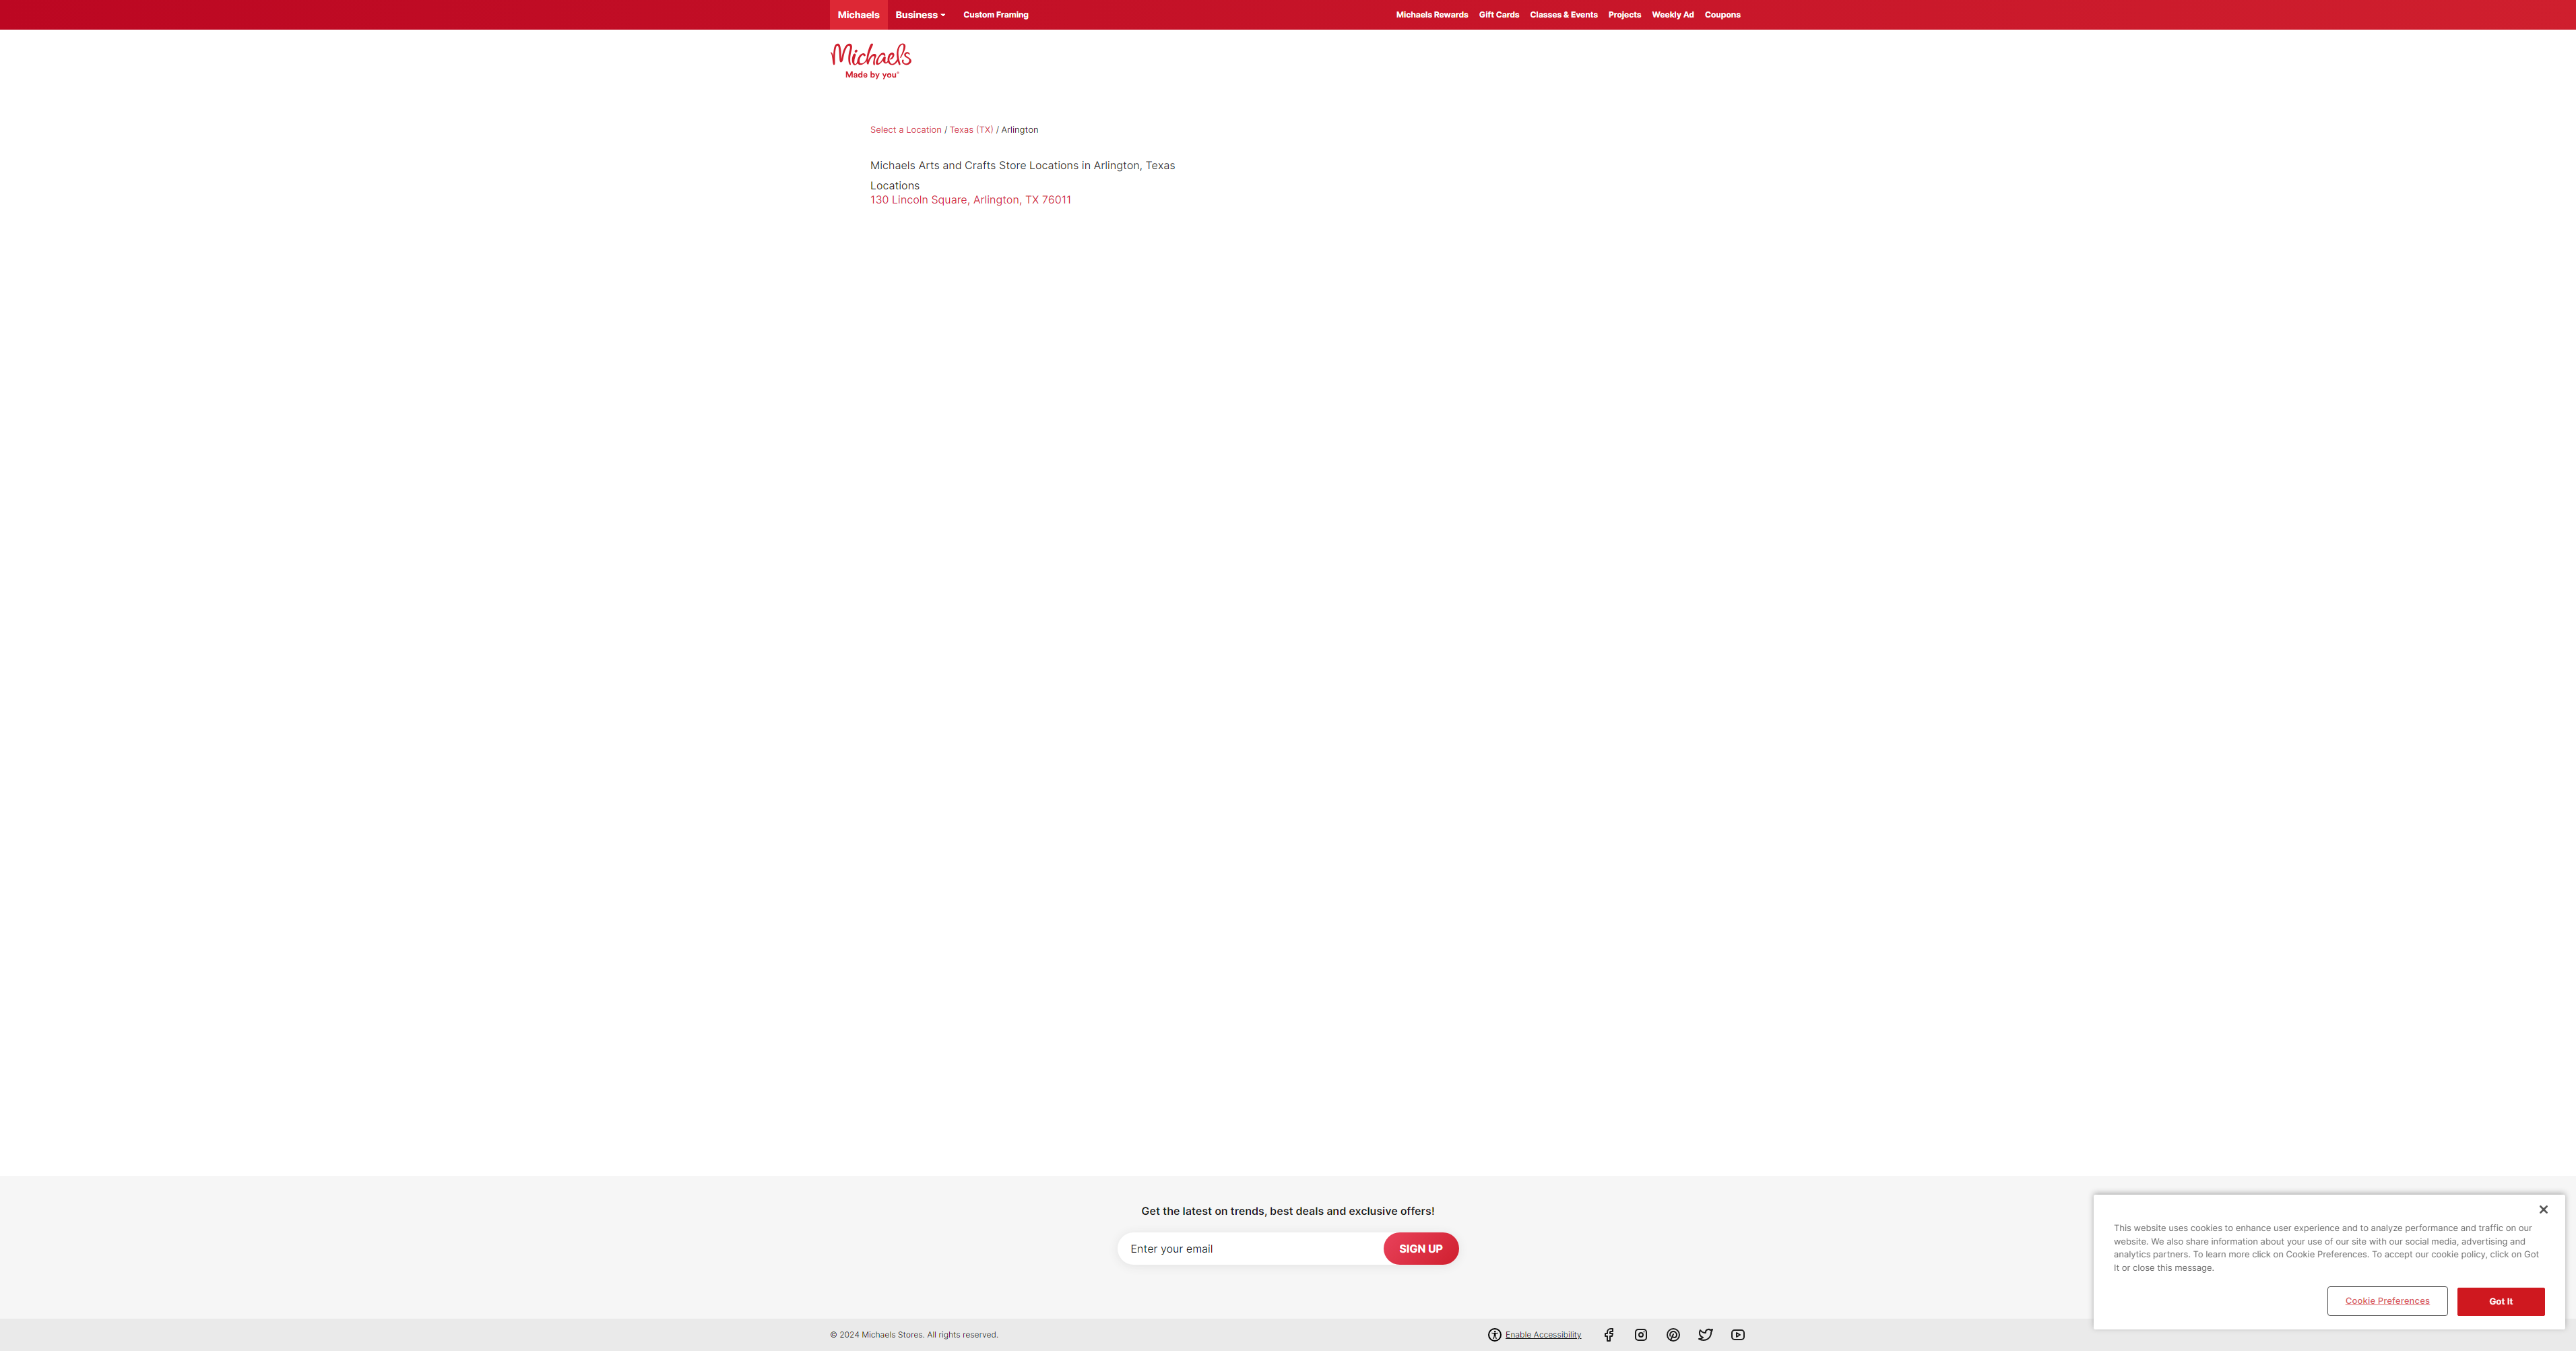 Michaels Business Custom Framing Michaels Rewards Gift Cards Classes & Events Projects Weekly Ad Coupons
Michaels
Made by you®
Select a Location / Texas (TX) / Arlington
Michaels Arts and Crafts Store Locations in Arlington, Texas
Locations
130 Lincoln Square, Arlington, TX 76011
Get the latest on trends, best deals and exclusive offers!
Enter your email SIGN UP
This website uses cookies to enhance user experience and to analyze performance and traffic on our
website. We also share information about your use of our site with our social media, advertising and
analytics partners. To learn more click on Cookie Preferences. To accept our cookie policy, click on Got
It or close this message.
Cookie Preferences Got It
© 2024 Michaels Stores. All rights reserved. Enable Accessibility